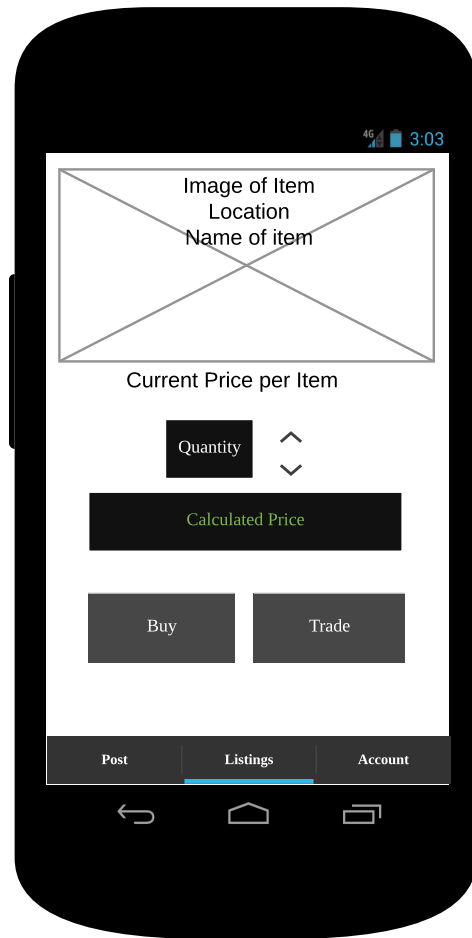 4G 3:03
Image of Item
Location
Name of item
Current Price per Item
Quantity
Calculated Price
Buy Trade
Post Listings Account